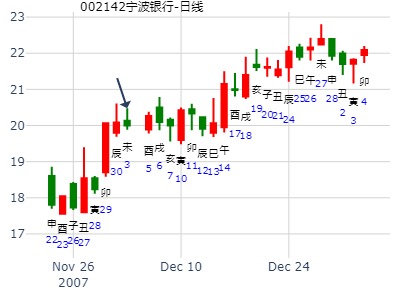 002142宁波银行-日线
23
22
21
20
19
18
17
申
22
酉
23
子
26
丑
27
寅
28
卯
29
辰
30
未
3
酉
5
戌
6
亥
7
寅
10
卯
11
辰
12
巳
13
午
14
酉
17
戌
18
亥
19
子
20
丑
21
辰
24
巳
25
午
26
未
27
申
28
丑
2
寅
3
卯
4
Nov 26
2007
Dec 10
Dec 24